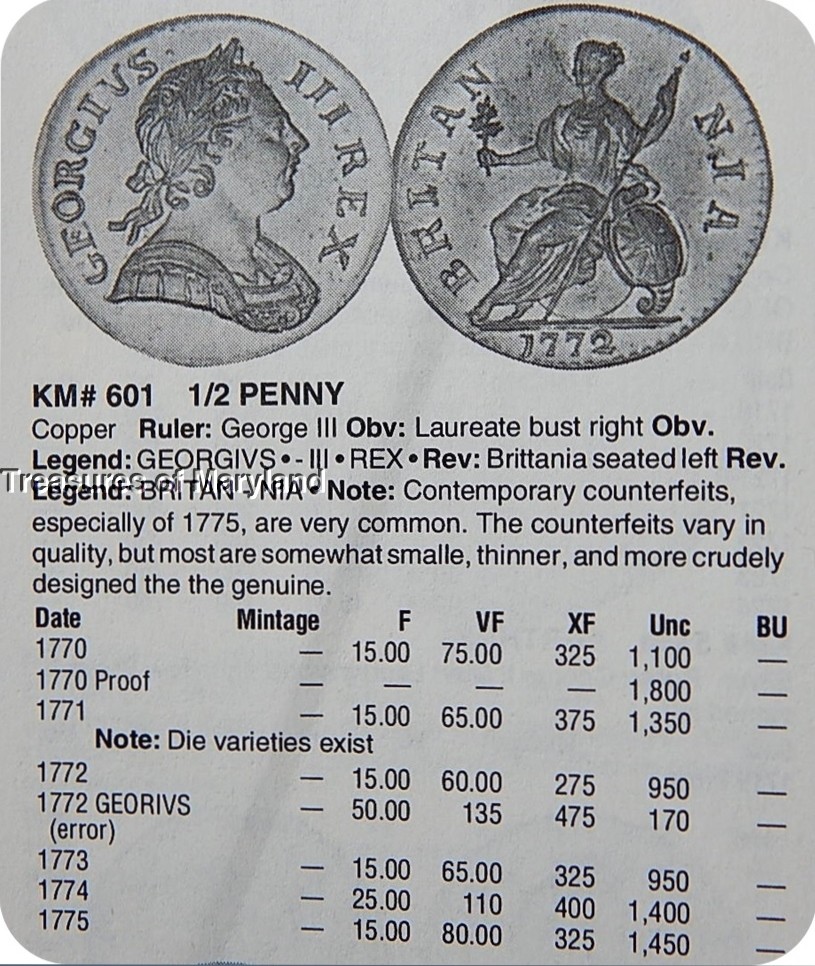 GEORGIVS· III REX
BRITAN NIA
1772
KM# 601 1/2 PENNY
Copper Ruler: George III Obv: Laureate bust right Obv.
Legend: GEORGIVS • - III • REX • Rev: Brittania seated left Rev.
Treasures of Maryland
Legend: BRITAN - NIA • Note: Contemporary counterfeits,
especially of 1775, are very common. The counterfeits vary in
quality, but most are somewhat smalle, thinner, and more crudely
designed the the genuine.
Date Mintage F VF XF Unc BU
1770 — 15.00 75.00 325 1,100 —
1770 Proof — — — — 1,800 —
1771 — 15.00 65.00 375 1,350 —
Note: Die varieties exist
1772 — 15.00 60.00 275 950 —
1772 GEORIVS — 50.00 135 475 170 —
(error)
1773 — 15.00 65.00 325 950 —
1774 — 25.00 110 400 1,400 —
1775 — 15.00 80.00 325 1,450 —